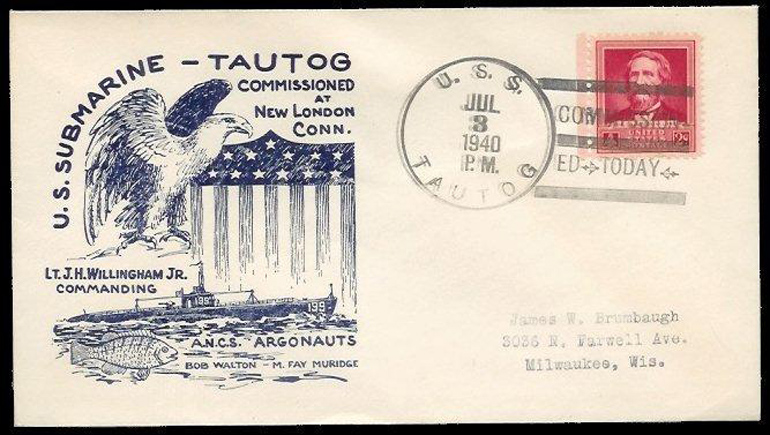 U.S. SUBMARINE – TAUTOG
COMMISSIONED
AT
NEW LONDON
CONN.
LT. J.H. WILLINGHAM JR.
COMMANDING
199
199
A.N.C.S. "ARGONAUTS
BOB WALTON – M. FAY MURIDGE
U. S. S.
JUL
3
1940
P.M.
TAUTOG
COM
ED TODAY
UNITED
STATES
POSTAGE
2¢
James W. Brumbaugh
3036 R. Farwell Ave.
Milwaukee, Wis.